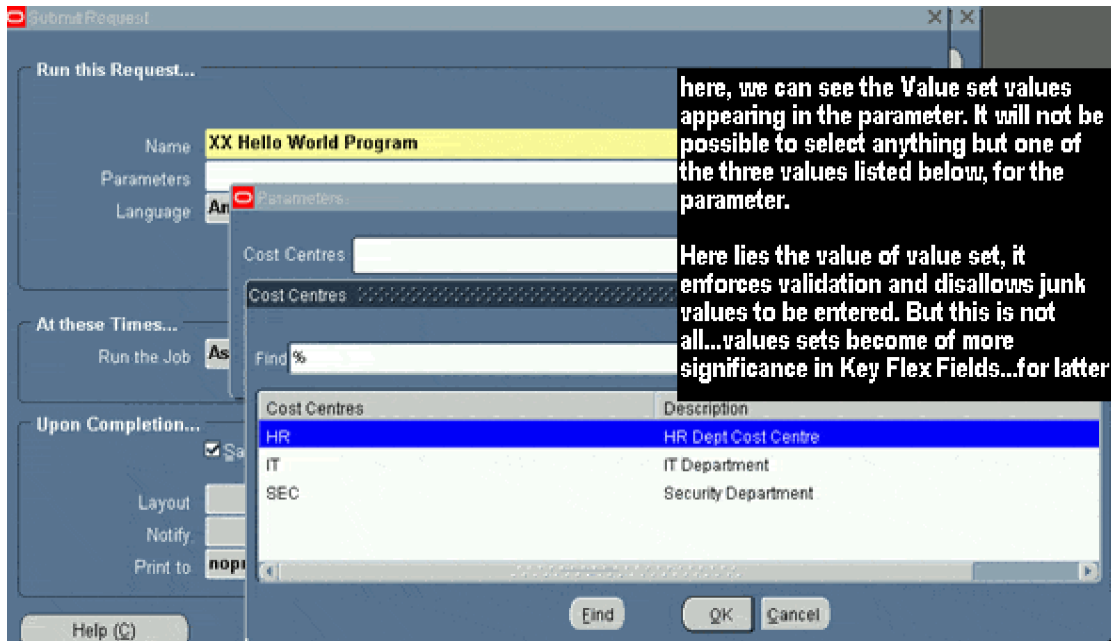 Submit Request
Run this Request...
here, we can see the Value set values
appearing in the parameter. It will not be
possible to select anything but one of
the three values listed below, for the
parameter.
Here lies the value of value set, it
enforces validation and disallows junk
values to be entered. But this is not
all...values sets become of more
significance in Key Flex Fields...for latter
Name XX Hello World Program
Parameters
Language Am
Parameters
Cost Centres
Cost Centres
At these Times...
Run the Job As
Find %
Cost Centres Description
HR HR Dept Cost Centre
IT IT Department
SEC Security Department
Upon Completion...
Sa
Layout
Notify
Print to nopr
Find OK Cancel
Help (C)